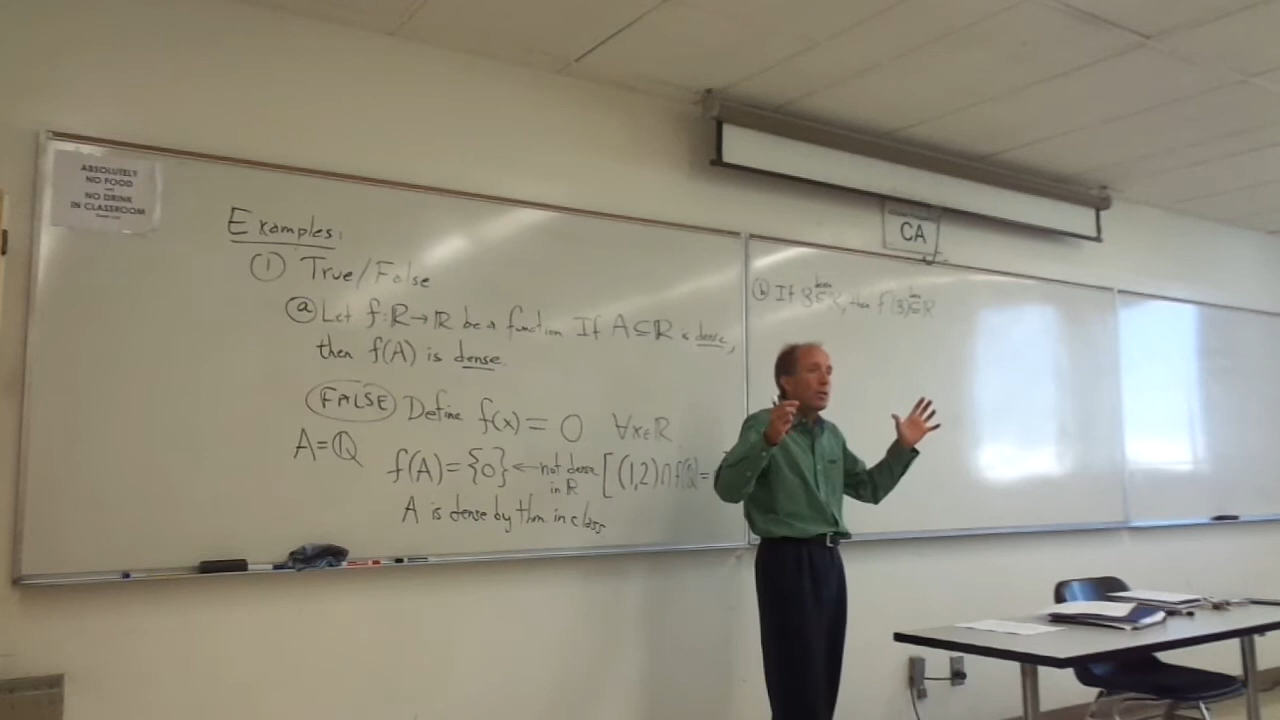 ABSOLUTELY
NO FOOD
NO DRINK
IN CLASSROOM
Examples:
① True/False
ⓐ Let f:ℝ→ℝ be a function If A⊆ℝ is dense,
then f(A) is dense.
FALSE Define f(x) = 0 ∀x∈ℝ
A=ℚ
f(A) = {0} ← not dense in ℝ [(1,2)∩f(ℚ)=
A is dense by thm in class
CA
ⓑ If B⊆ℝ, then f(B)⊆ℝ